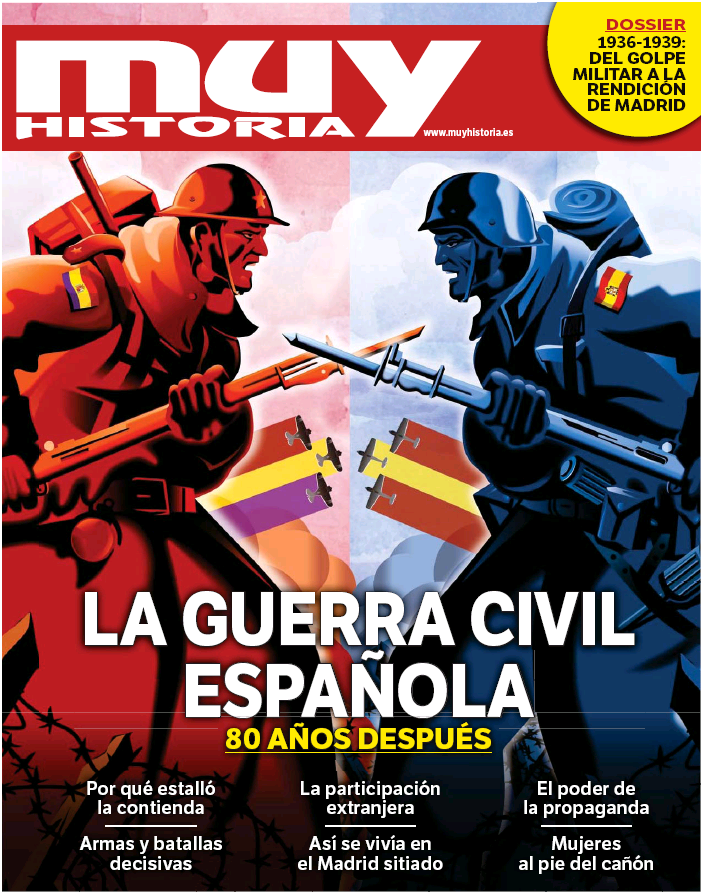 DOSSIER
1936-1939:
DEL GOLPE
MILITAR A LA
RENDICIÓN
DE MADRID
muy
HISTORIA
www.muyhistoria.es
LA GUERRA CIVIL
ESPAÑOLA
80 AÑOS DESPUÉS
Por qué estalló
la contienda
La participación
extranjera
El poder de
la propaganda
Armas y batallas
decisivas
Así se vivía en
el Madrid sitiado
Mujeres
al pie del cañón